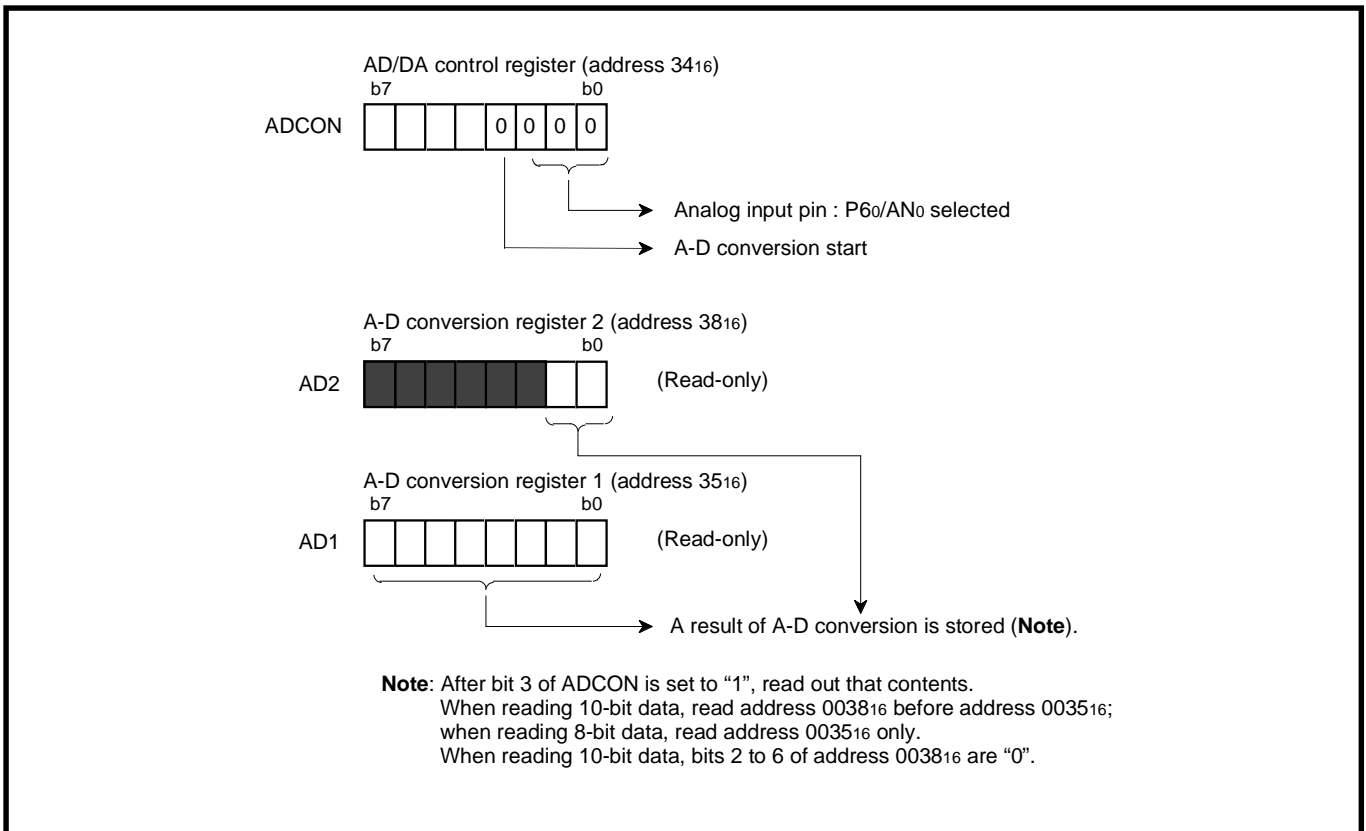 AD/DA control register (address 34₁₆)
b7 b0
ADCON 0 0 0 0
Analog input pin : P6₀/AN₀ selected
A-D conversion start
A-D conversion register 2 (address 38₁₆)
b7 b0
AD2 (Read-only)
A-D conversion register 1 (address 35₁₆)
b7 b0
AD1 (Read-only)
A result of A-D conversion is stored (Note).
Note: After bit 3 of ADCON is set to “1”, read out that contents.
When reading 10-bit data, read address 0038₁₆ before address 0035₁₆;
when reading 8-bit data, read address 0035₁₆ only.
When reading 10-bit data, bits 2 to 6 of address 0038₁₆ are “0”.